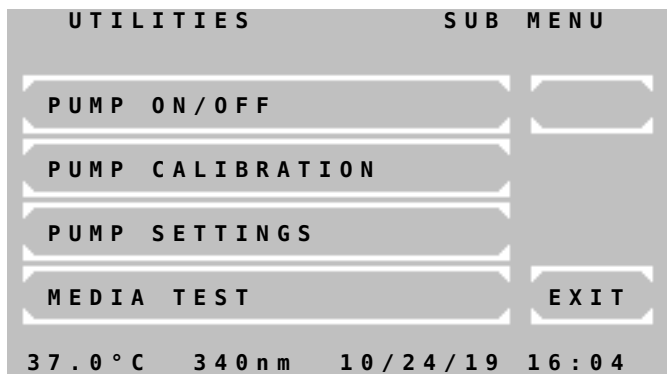 UTILITIES SUB MENU
PUMP ON/OFF
PUMP CALIBRATION
PUMP SETTINGS
MEDIA TEST EXIT
37.0°C 340nm 10/24/19 16:04